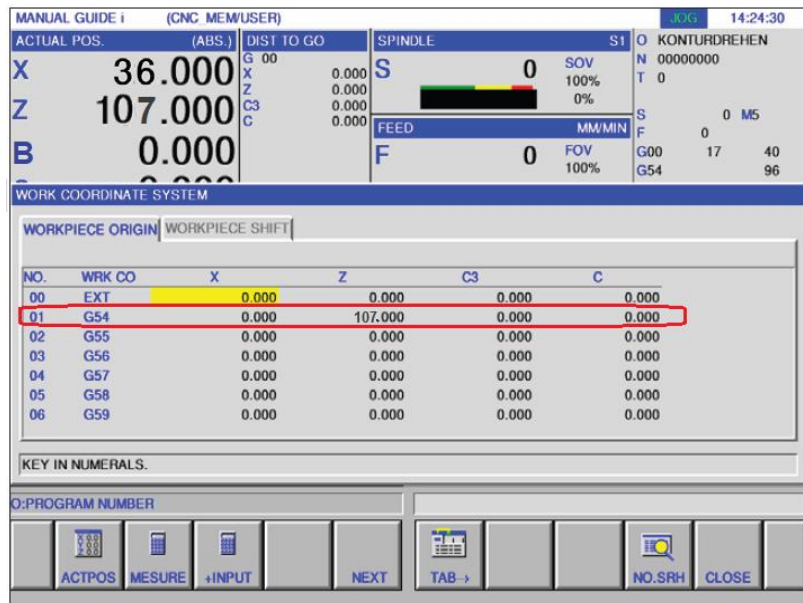 MANUAL GUIDE i (CNC_MEM/USER) JOG 14:24:30
ACTUAL POS. (ABS.) DIST TO GO SPINDLE S1 O KONTURDREHEN
X 36.000 G 00 S 0 SOV N 00000000
X 0.000 100% T 0
Z 107.000 Z 0.000 0%
C3 0.000 S 0 M5
C 0.000 FEED MM/MIN F 0
B 0.000 F 0 FOV G00 17 40
100% G54 96
WORK COORDINATE SYSTEM
WORKPIECE ORIGIN WORKPIECE SHIFT
NO. WRK CO X Z C3 C
00 EXT 0.000 0.000 0.000 0.000
01 G54 0.000 107.000 0.000 0.000
02 G55 0.000 0.000 0.000 0.000
03 G56 0.000 0.000 0.000 0.000
04 G57 0.000 0.000 0.000 0.000
05 G58 0.000 0.000 0.000 0.000
06 G59 0.000 0.000 0.000 0.000
KEY IN NUMERALS.
O:PROGRAM NUMBER
ACTPOS MESURE +INPUT NEXT TAB→ NO.SRH CLOSE